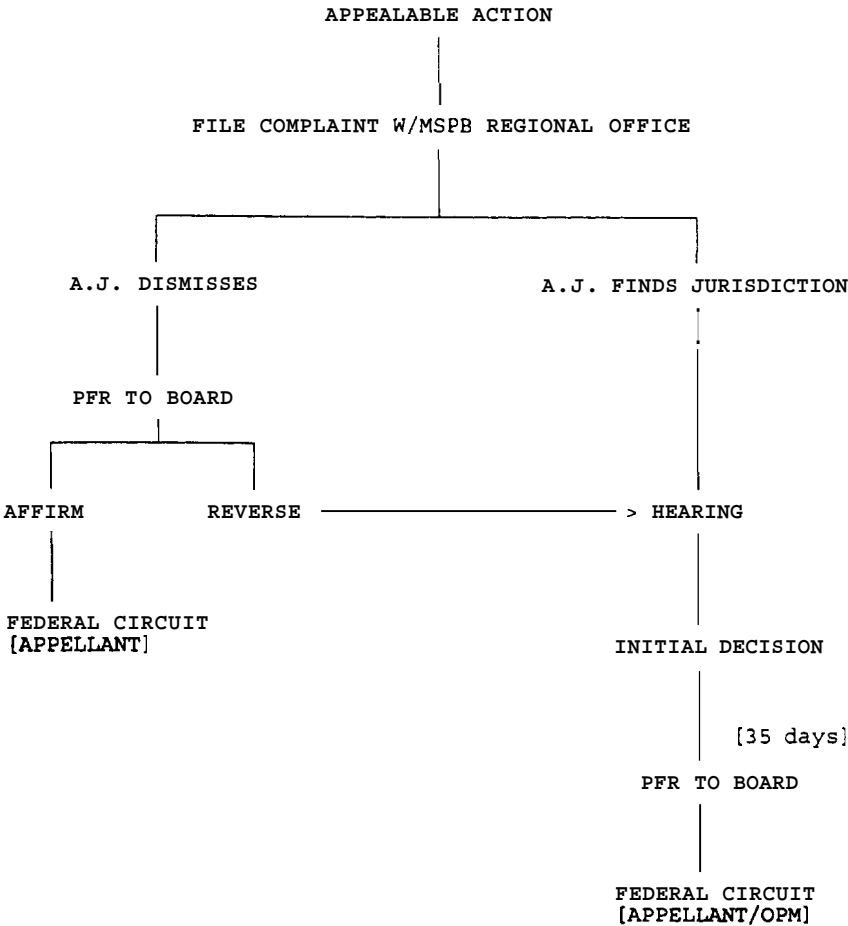 APPEALABLE ACTION
FILE COMPLAINT W/MSPB REGIONAL OFFICE
A.J. DISMISSES
A.J. FINDS JURISDICTION
PFR TO BOARD
AFFIRM
REVERSE
> HEARING
FEDERAL CIRCUIT
[APPELLANT]
INITIAL DECISION
[35 days]
PFR TO BOARD
FEDERAL CIRCUIT
[APPELLANT/OPM]